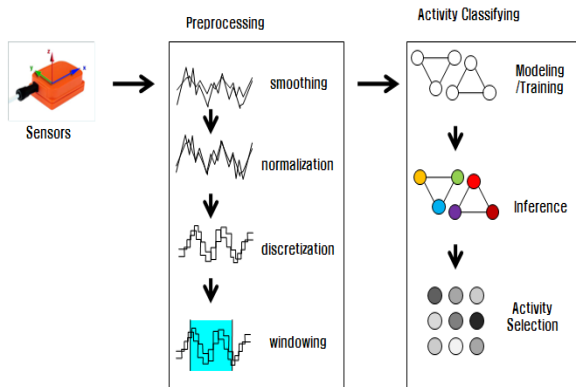 Preprocessing
Activity Classifying
z
y
x
Sensors
smoothing
normalization
discretization
windowing
Modeling
/Training
Inference
Activity
Selection